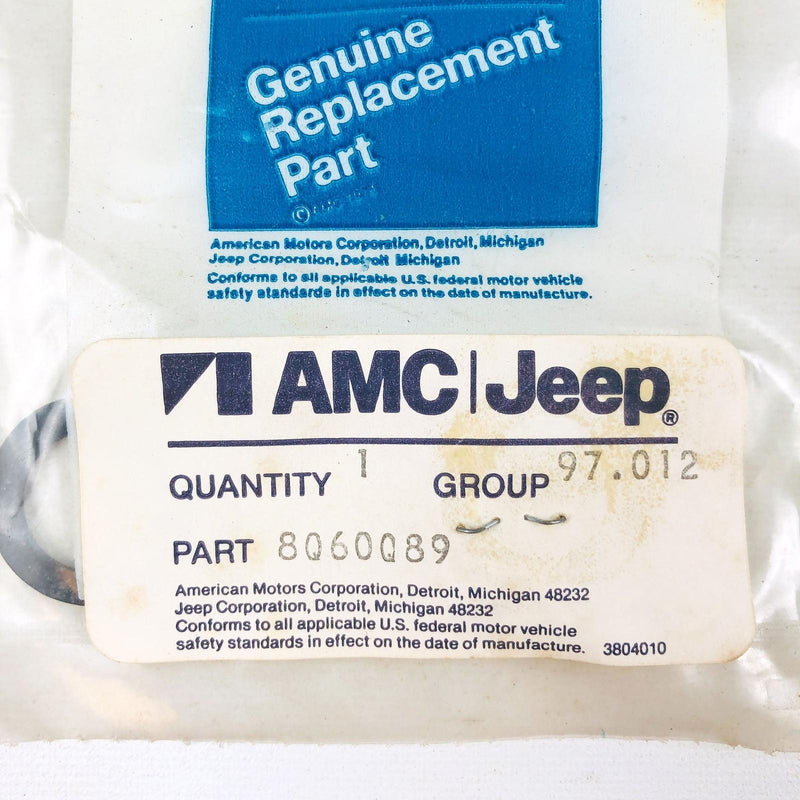 Genuine
Replacement
Part
©
American Motors Corporation, Detroit, Michigan
Jeep Corporation, Detroit Michigan
Conforms to all applicable U.S. federal motor vehicle
safety standards in effect on the date of manufacture.
AMC|Jeep®
QUANTITY 1 GROUP 97.012
PART 8060089
American Motors Corporation, Detroit, Michigan 48232
Jeep Corporation, Detroit, Michigan 48232
Conforms to all applicable U.S. federal motor vehicle
safety standards in effect on the date of manufacture. 3804010